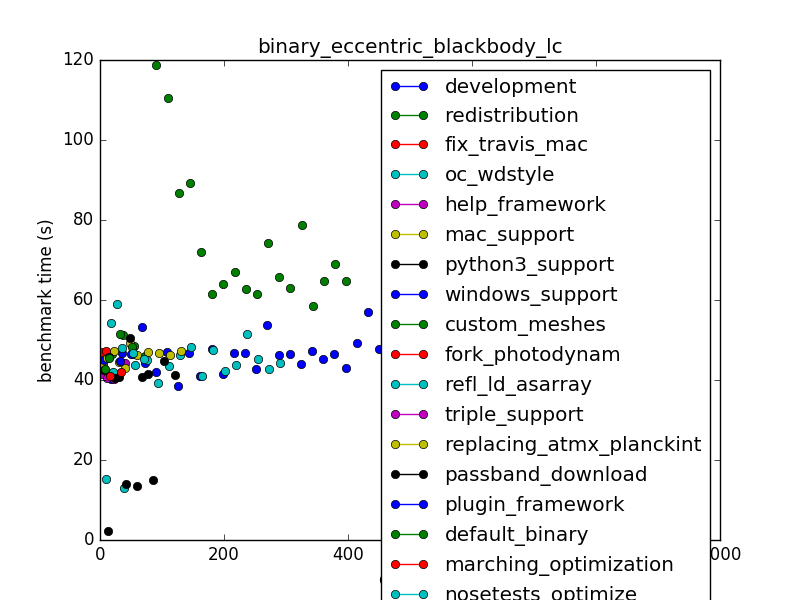 binary_eccentric_blackbody_lc
benchmark time (s)
120
100
80
60
40
20
0
0
200
400
000
development
redistribution
fix_travis_mac
oc_wdstyle
help_framework
mac_support
python3_support
windows_support
custom_meshes
fork_photodynam
refl_ld_asarray
triple_support
replacing_atmx_planckint
passband_download
plugin_framework
default_binary
marching_optimization
nosetests_optimize